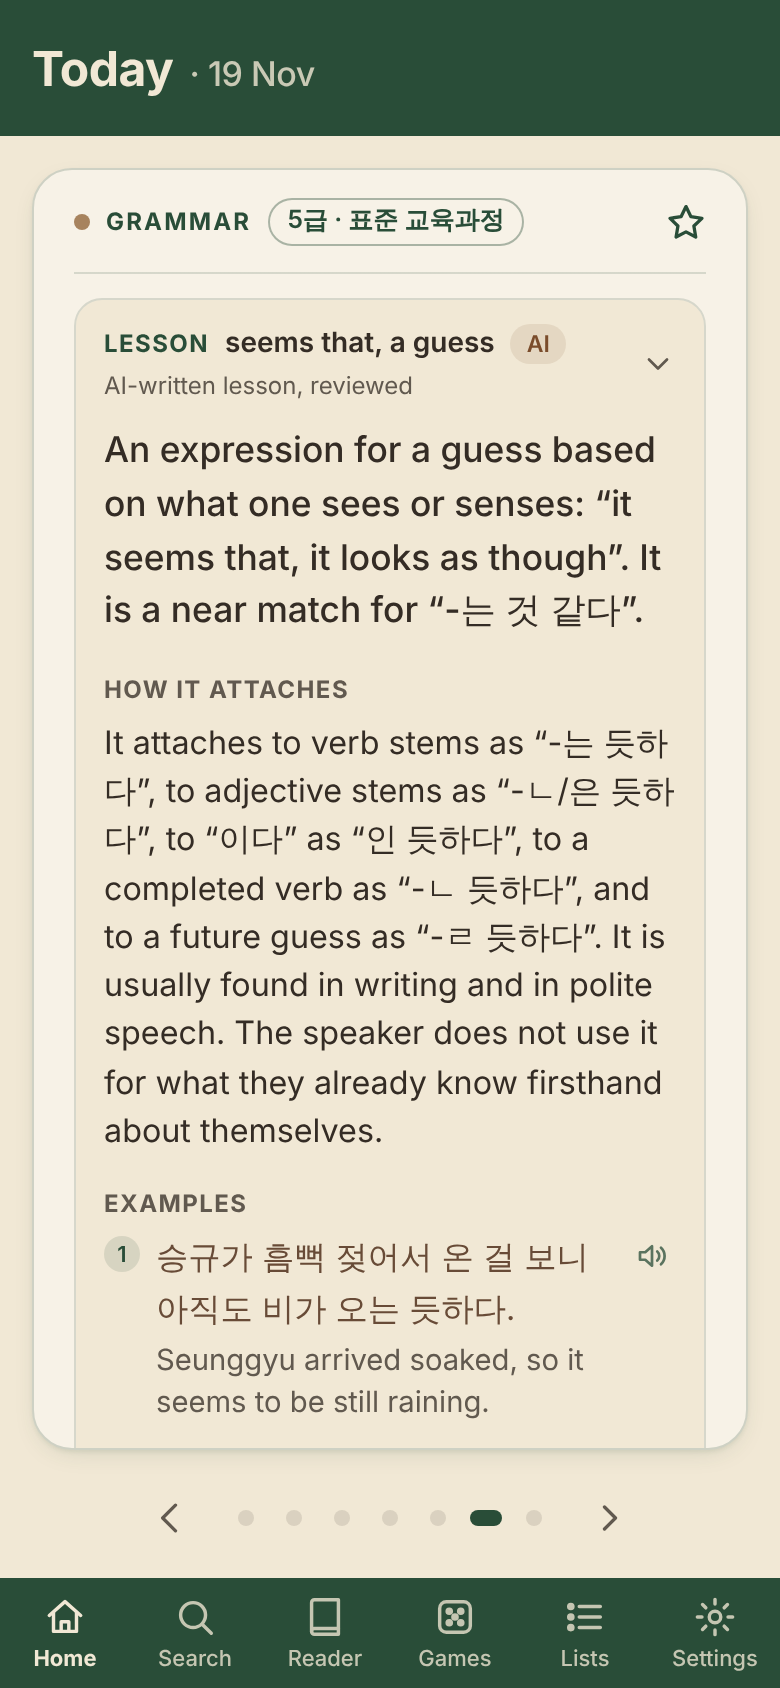 Today · 19 Nov
GRAMMAR 5급 · 표준 교육과정
LESSON seems that, a guess AI
AI-written lesson, reviewed
An expression for a guess based
on what one sees or senses: “it
seems that, it looks as though”. It
is a near match for “-는 것 같다”.
HOW IT ATTACHES
It attaches to verb stems as “-는 듯하
다”, to adjective stems as “-ㄴ/은 듯하
다”, to “이다” as “인 듯하다”, to a
completed verb as “-ㄴ 듯하다”, and
to a future guess as “-ㄹ 듯하다”. It is
usually found in writing and in polite
speech. The speaker does not use it
for what they already know firsthand
about themselves.
EXAMPLES
1 승규가 흠뻑 젖어서 온 걸 보니
아직도 비가 오는 듯하다.
Seunggyu arrived soaked, so it
seems to be still raining.
Home Search Reader Games Lists Settings